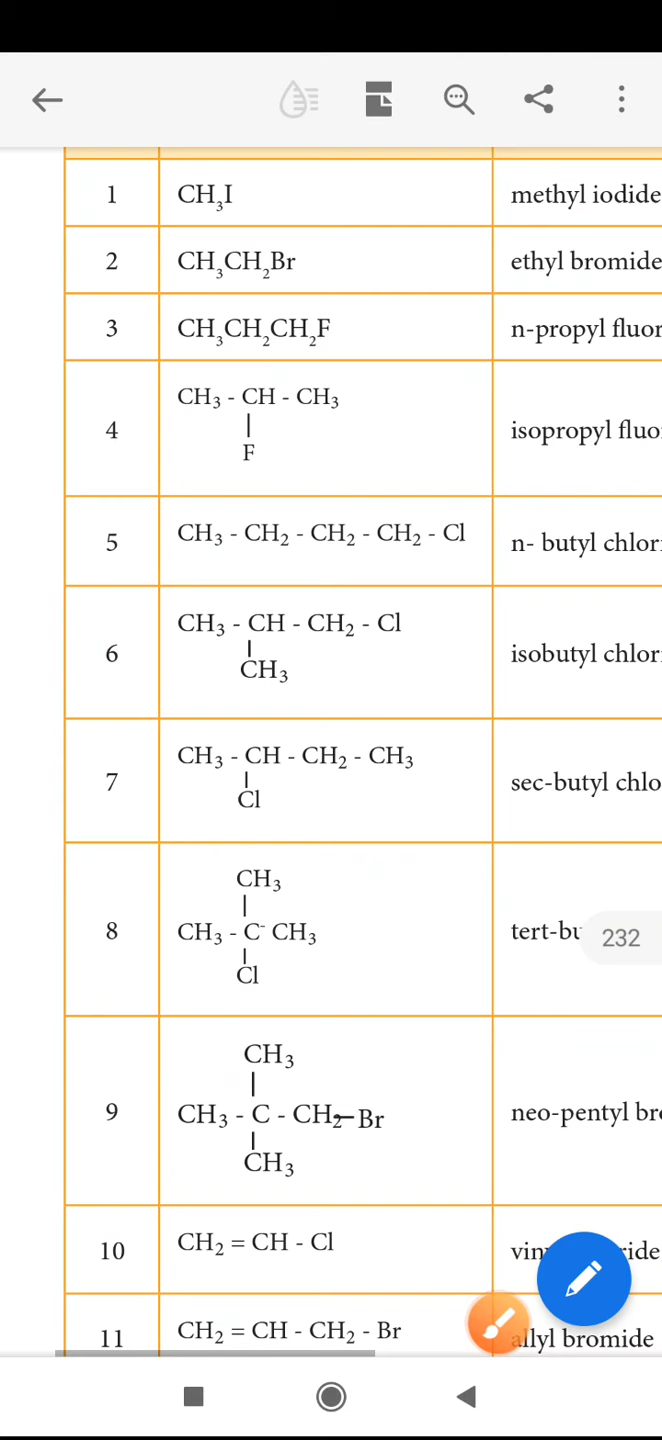 1 CH₃I methyl iodide
2 CH₃CH₂Br ethyl bromide
3 CH₃CH₂CH₂F n-propyl fluor
CH₃ - CH - CH₃
|
4 isopropyl fluo
F
CH₃ - CH₂ - CH₂ - CH₂ - Cl
5 n- butyl chlor
CH₃ - CH - CH₂ - Cl
|
6 isobutyl chlor
CH₃
CH₃ - CH - CH₂ - CH₃
|
7 sec-butyl chlo
Cl
CH₃
|
8 CH₃ - C - CH₃ tert-bu 232
|
Cl
CH₃
|
9 CH₃ - C - CH₂ – Br neo-pentyl br
|
CH₃
CH₂ = CH - Cl
10 vin ride
CH₂ = CH - CH₂ - Br
11 allyl bromide